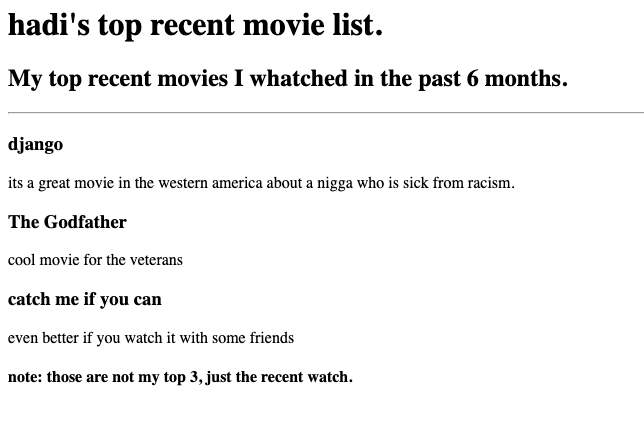 hadi's top recent movie list.
My top recent movies I whatched in the past 6 months.
django
its a great movie in the western america about a nigga who is sick from racism.
The Godfather
cool movie for the veterans
catch me if you can
even better if you watch it with some friends
note: those are not my top 3, just the recent watch.